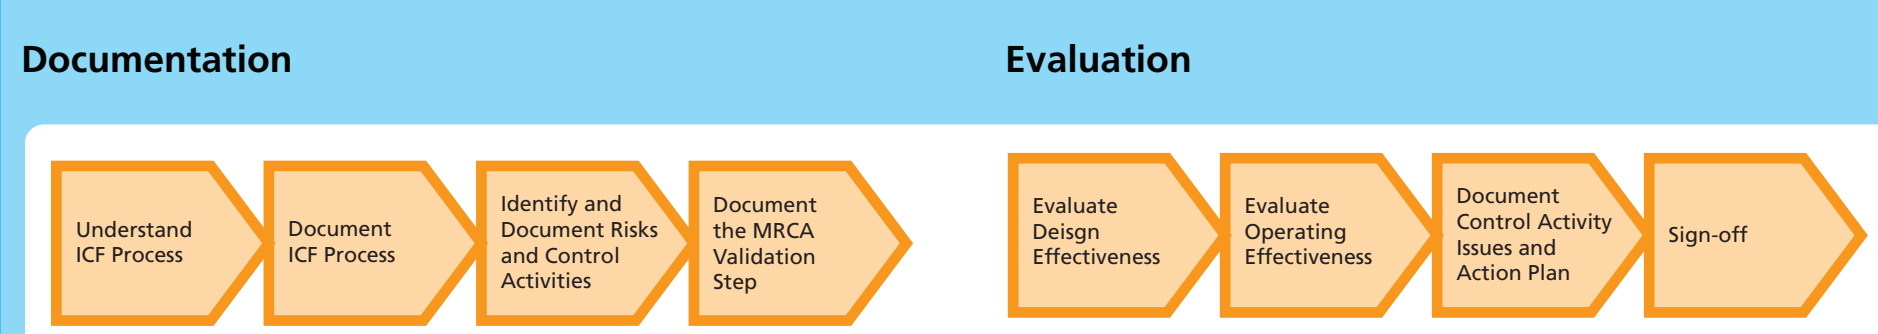 Documentation
Understand
ICF Process
Document
ICF Process
Identify and
Document Risks
and Control
Activities
Document
the MRCA
Validation
Step
Evaluation
Evaluate
Deisgn
Effectiveness
Evaluate
Operating
Effectiveness
Document
Control Activity
Issues and
Action Plan
Sign-off